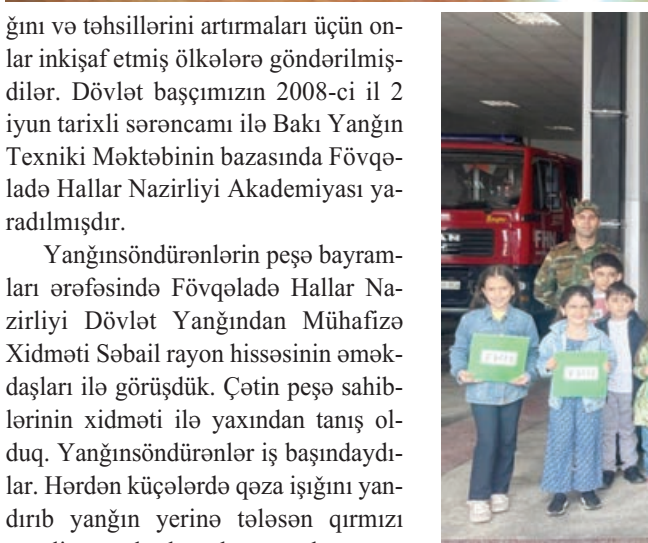 ğını və təhsillərini artırmaları üçün on-
lar inkişaf etmiş ölkələrə göndərilmiş-
dilər. Dövlət başçımızın 2008-ci il 2
iyun tarixli sərəncamı ilə Bakı Yanğın
Texniki Məktəbinin bazasında Fövqə-
ladə Hallar Nazirliyi Akademiyası ya-
radılmışdır.
Yanğınsöndürənlərin peşə bayram-
ları ərəfəsində Fövqəladə Hallar Na-
zirliyi Dövlət Yanğından Mühafizə
Xidməti Səbail rayon hissəsinin əmək-
daşları ilə görüşdük. Çətin peşə sahib-
lərinin xidməti ilə yaxından tanış ol-
duq. Yanğınsöndürənlər iş başındaydı-
lar. Hərdən küçələrdə qəza işığını yan-
dırıb yanğın yerinə tələsən qırmızı
FHN